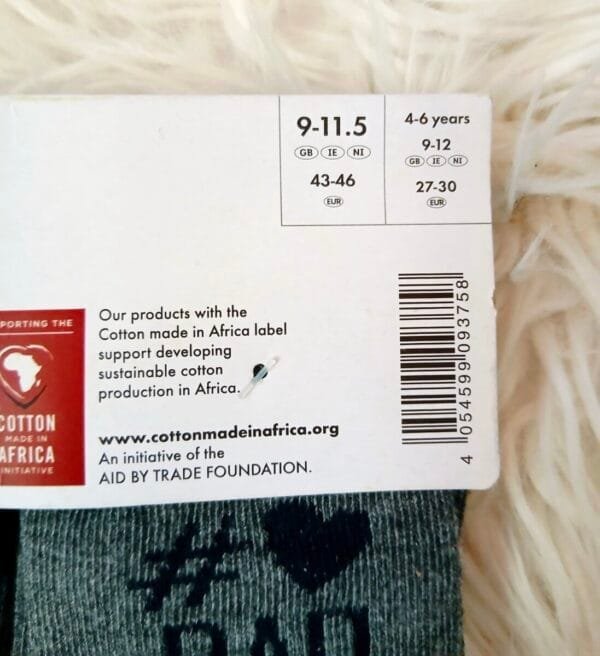 9-11.5
GB IE NI
43-46
EUR
4-6 years
9-12
GB IE NI
27-30
EUR
PORTING THE
COTTON
MADE IN
AFRICA
INITIATIVE
Our products with the
Cotton made in Africa label
support developing
sustainable cotton
production in Africa.
www.cottonmadeinafrica.org
An initiative of the
AID BY TRADE FOUNDATION.
4 054599 093758
#
DAD